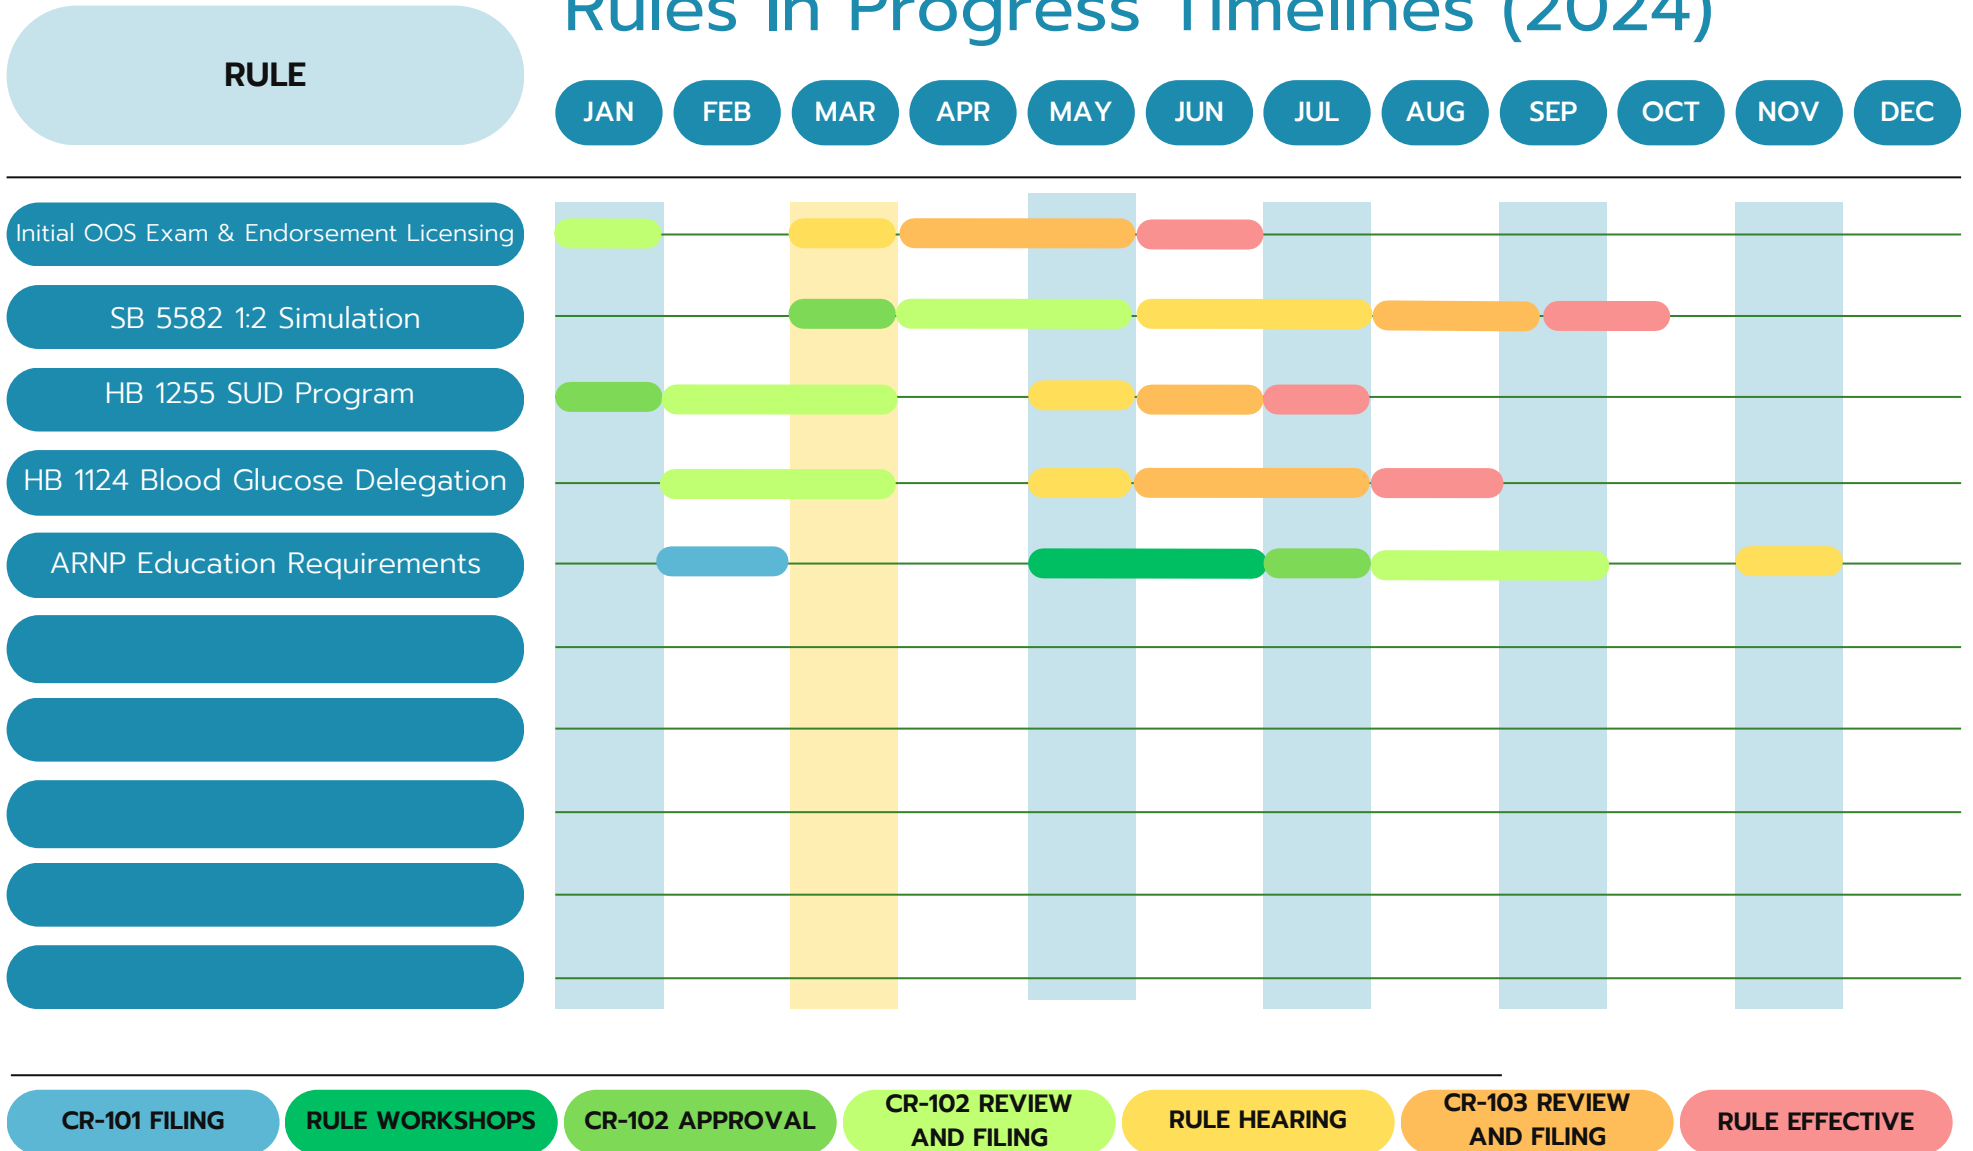 Rules in Progress Timelines (2024)
RULE
JAN FEB MAR APR MAY JUN JUL AUG SEP OCT NOV DEC
Initial OOS Exam & Endorsement Licensing
SB 5582 1:2 Simulation
HB 1255 SUD Program
HB 1124 Blood Glucose Delegation
ARNP Education Requirements
CR-101 FILING
RULE WORKSHOPS
CR-102 APPROVAL
CR-102 REVIEW
AND FILING
RULE HEARING
CR-103 REVIEW
AND FILING
RULE EFFECTIVE